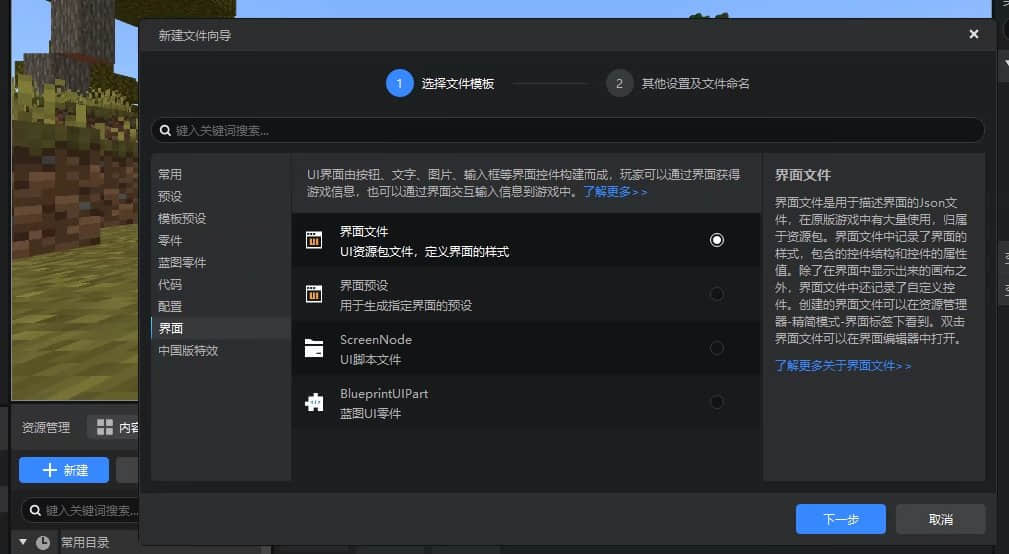 新建文件向导
1 选择文件模板
2 其他设置及文件命名
键入关键词搜索...
常用
预设
模板预设
零件
蓝图零件
代码
配置
界面
中国版特效
UI界面由按钮、文字、图片、输入框等界面控件构建而成，玩家可以通过界面获得
游戏信息，也可以通过界面交互输入信息到游戏中。了解更多>>
界面文件
UI资源包文件，定义界面的样式
界面预设
用于生成指定界面的预设
ScreenNode
UI脚本文件
BlueprintUIPart
蓝图UI零件
界面文件
界面文件是用于描述界面的Json文
件，在原版游戏中有大量使用，归属
于资源包。界面文件中记录了界面的
样式，包含的控件结构和控件的属性
值。除了在界面中显示出来的画布之
外，界面文件中还记录了自定义控
件。创建的界面文件可以在资源管理
器-精简模式-界面标签下看到。双击
界面文件可以在界面编辑器中打开。
了解更多关于界面文件>>
资源管理
内容
新建
键入关键词搜索...
常用目录
下一步
取消